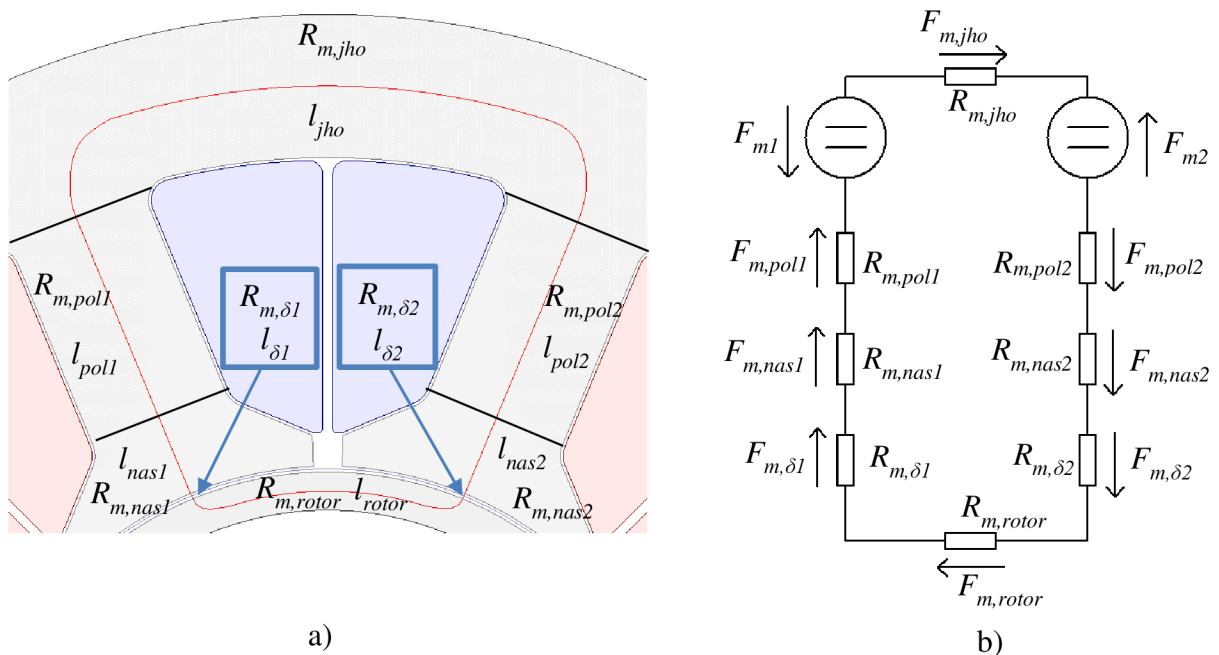 R_{m,jho}
l_{jho}
R_{m,pol1}
l_{pol1}
R_{m,δ1}
l_{δ1}
R_{m,δ2}
l_{δ2}
R_{m,pol2}
l_{pol2}
l_{nas1}
R_{m,nas1}
R_{m,rotor}
l_{rotor}
l_{nas2}
R_{m,nas2}
a)
F_{m,jho}
R_{m,jho}
F_{m1}
F_{m2}
F_{m,pol1}
R_{m,pol1}
R_{m,pol2}
F_{m,pol2}
F_{m,nas1}
R_{m,nas1}
R_{m,nas2}
F_{m,nas2}
F_{m,δ1}
R_{m,δ1}
R_{m,δ2}
F_{m,δ2}
R_{m,rotor}
F_{m,rotor}
b)